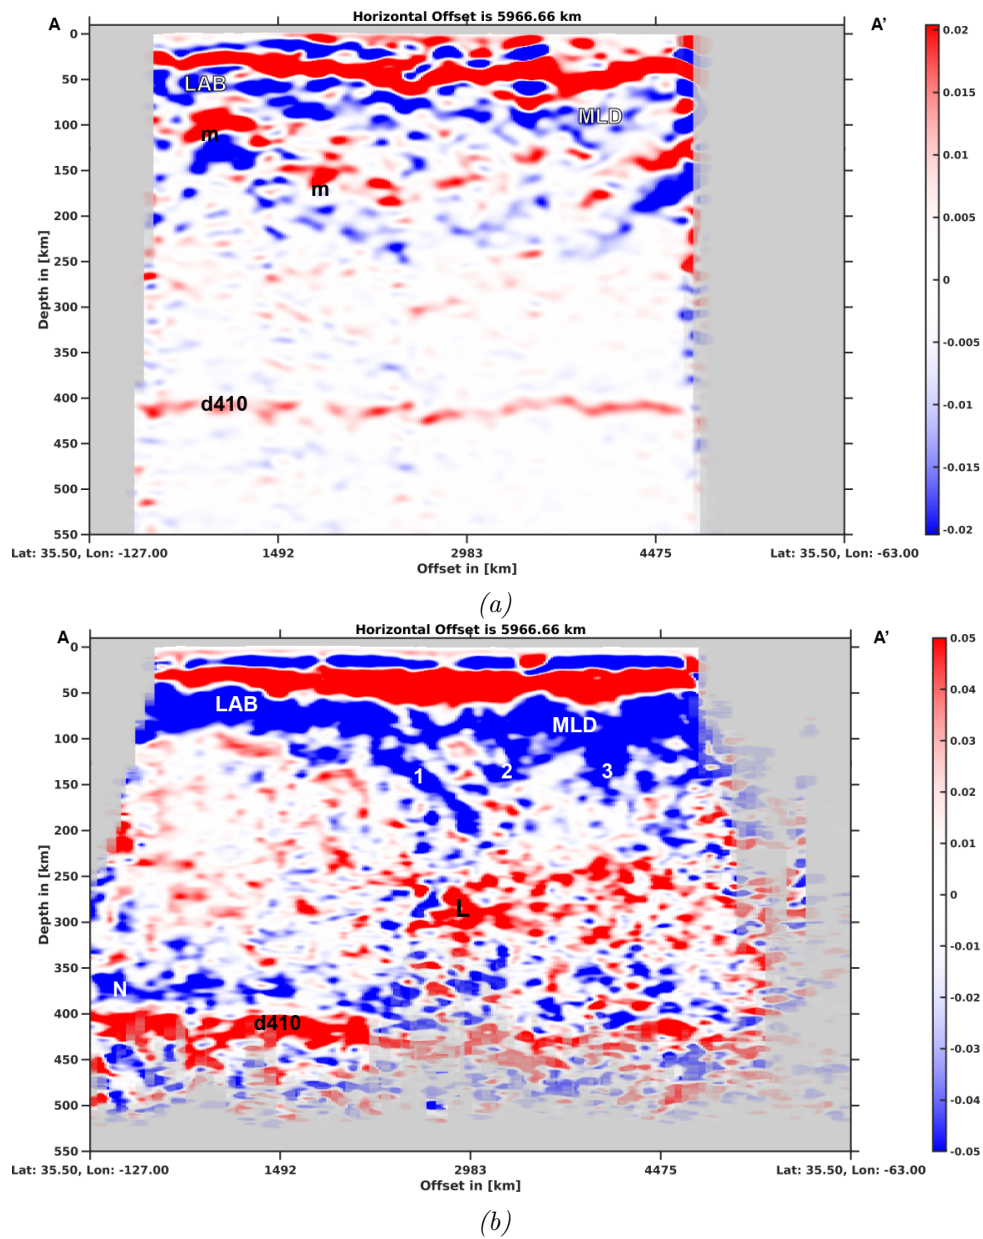 A
Horizontal Offset is 5966.66 km
A'
0
50
100
150
200
250
300
350
400
450
500
550
Depth in [km]
LAB
MLD
m
m
d410
0.02
0.015
0.01
0.005
0
-0.005
-0.01
-0.015
-0.02
Lat: 35.50, Lon: -127.00
1492
2983
4475
Lat: 35.50, Lon: -63.00
Offset in [km]
(a)
A
Horizontal Offset is 5966.66 km
A'
0
50
100
150
200
250
300
350
400
450
500
550
Depth in [km]
LAB
MLD
1
2
3
L
N
d410
0.05
0.04
0.03
0.02
0.01
0
-0.01
-0.02
-0.03
-0.04
-0.05
Lat: 35.50, Lon: -127.00
1492
2983
4475
Lat: 35.50, Lon: -63.00
Offset in [km]
(b)